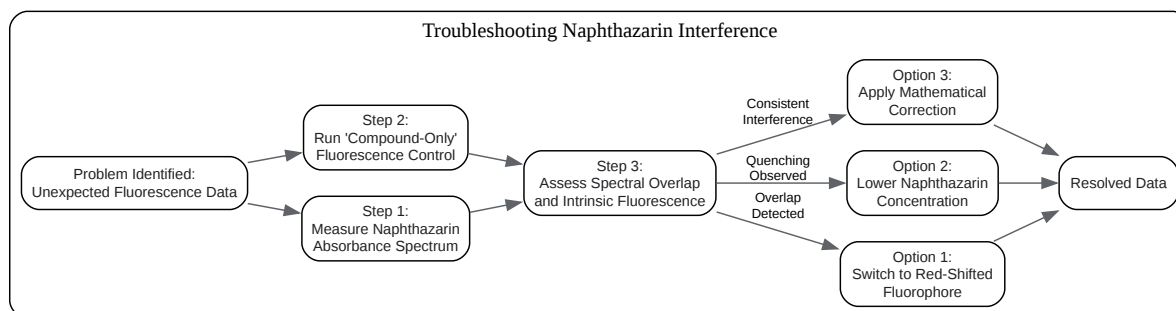 Troubleshooting Naphthazarin Interference
Problem Identified:
Unexpected Fluorescence Data
Step 2:
Run 'Compound-Only'
Fluorescence Control
Step 1:
Measure Naphthazarin
Absorbance Spectrum
Step 3:
Assess Spectral Overlap
and Intrinsic Fluorescence
Consistent
Interference
Quenching
Observed
Overlap
Detected
Option 3:
Apply Mathematical
Correction
Option 2:
Lower Naphthazarin
Concentration
Option 1:
Switch to Red-Shifted
Fluorophore
Resolved Data